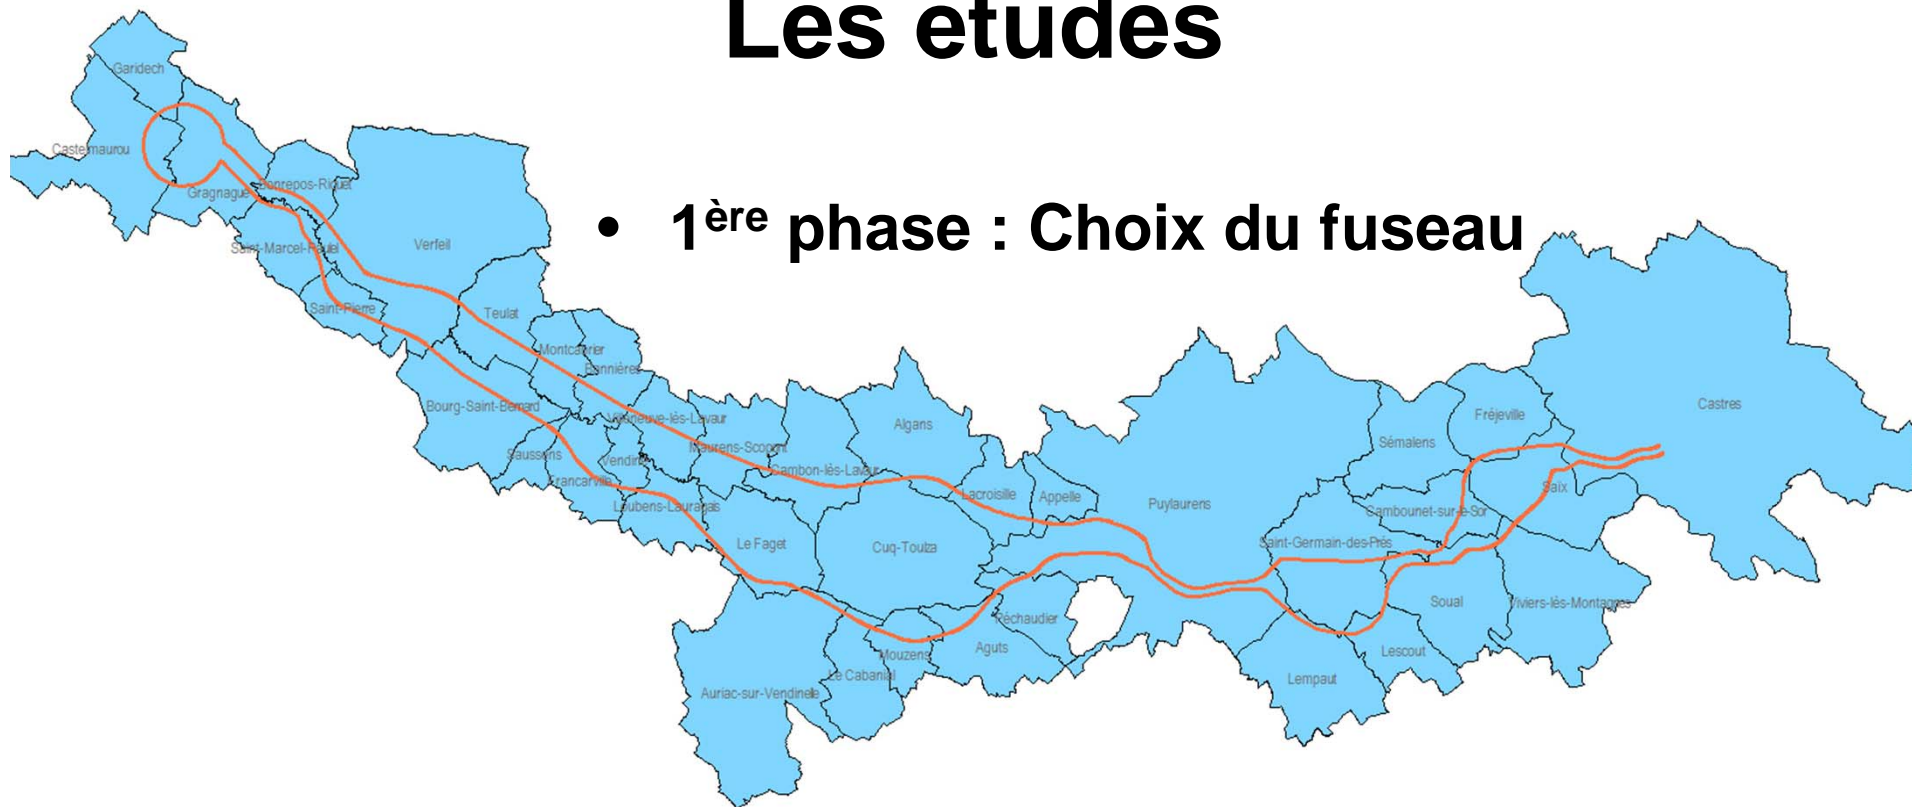 Les etudes
Garidech
Castelmaurou
Gragnague
Bonrepos-Riquet
• 1ère phase : Choix du fuseau
Saint-Marcel-Paulel
Verfeil
Saint-Pierre
Teulat
Montcabrier
Bannières
Bourg-Saint-Bernard
Villeneuve-lès-Lavaur
Algans
Castres
Fréjeville
Sémalens
Saussens
Vendine
Maurens-Scopont
Cambon-lès-Lavaur
Francarville
Loubens-Lauragais
Lacroisille
Appelle
Puylaurens
Saïx
Cambounet-sur-le-Sor
Le Faget
Cuq-Toulza
Saint-Germain-des-Prés
Péchaudier
Soual
Viviers-lès-Montagnes
Mouzens
Aguts
Lescout
Le Cabanial
Lempaut
Auriac-sur-Vendinelle